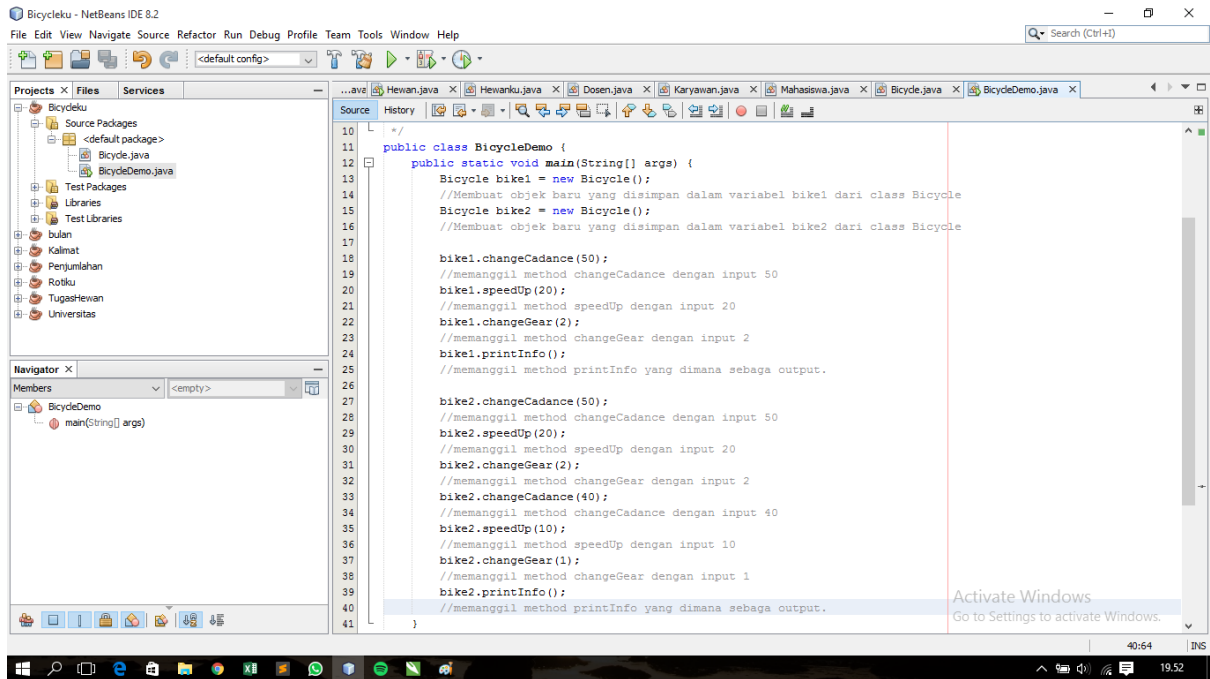 Bicycleku - NetBeans IDE 8.2
File Edit View Navigate Source Refactor Run Debug Profile Team Tools Window Help
Search (Ctrl+I)
<default config>
Projects Files Services
...ava Hewan.java Hewanku.java Dosen.java Karyawan.java Mahasiswa.java Bicycle.java BicycleDemo.java
Source History
Bicycleku
Source Packages
<default package>
Bicycle.java
BicycleDemo.java
Test Packages
Libraries
Test Libraries
bulan
Kalimat
Penjumlahan
Rotiku
TugasHewan
Universitas
Navigator
Members <empty>
BicycleDemo
main(String[] args)
10 */
11 public class BicycleDemo {
12 public static void main(String[] args) {
13 Bicycle bike1 = new Bicycle();
14 //Membuat objek baru yang disimpan dalam variabel bike1 dari class Bicycle
15 Bicycle bike2 = new Bicycle();
16 //Membuat objek baru yang disimpan dalam variabel bike2 dari class Bicycle
17
18 bike1.changeCadance(50);
19 //memanggil method changeCadance dengan input 50
20 bike1.speedUp(20);
21 //memanggil method speedUp dengan input 20
22 bike1.changeGear(2);
23 //memanggil method changeGear dengan input 2
24 bike1.printInfo();
25 //memanggil method printInfo yang dimana sebaga output.
26
27 bike2.changeCadance(50);
28 //memanggil method changeCadance dengan input 50
29 bike2.speedUp(20);
30 //memanggil method speedUp dengan input 20
31 bike2.changeGear(2);
32 //memanggil method changeGear dengan input 2
33 bike2.changeCadance(40);
34 //memanggil method changeCadance dengan input 40
35 bike2.speedUp(10);
36 //memanggil method speedUp dengan input 10
37 bike2.changeGear(1);
38 //memanggil method changeGear dengan input 1
39 bike2.printInfo();
40 //memanggil method printInfo yang dimana sebaga output.
41 }
Activate Windows
Go to Settings to activate Windows.
40:64 INS
19.52